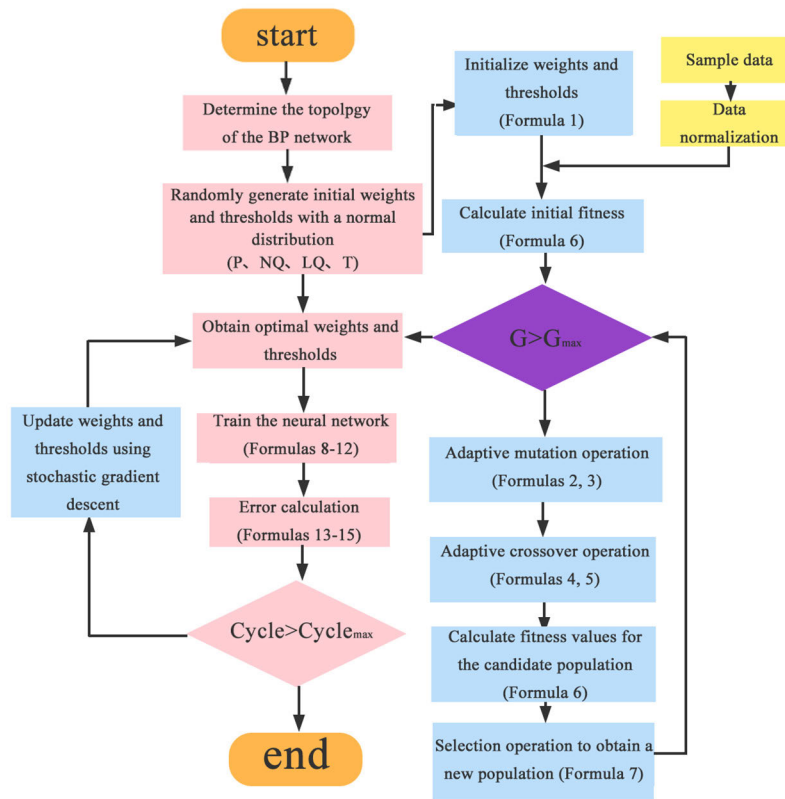 start
Determine the topolpgy
of the BP network
Randomly generate initial weights
and thresholds with a normal
distribution
(P、NQ、LQ、T)
Obtain optimal weights and
thresholds
Train the neural network
(Formulas 8-12)
Error calculation
(Formulas 13-15)
Cycle>Cyclemax
end
Update weights and
thresholds using
stochastic gradient
descent
Initialize weights and
thresholds
(Formula 1)
Sample data
Data
normalization
Calculate initial fitness
(Formula 6)
G>Gmax
Adaptive mutation operation
(Formulas 2, 3)
Adaptive crossover operation
(Formulas 4, 5)
Calculate fitness values for
the candidate population
(Formula 6)
Selection operation to obtain a
new population (Formula 7)